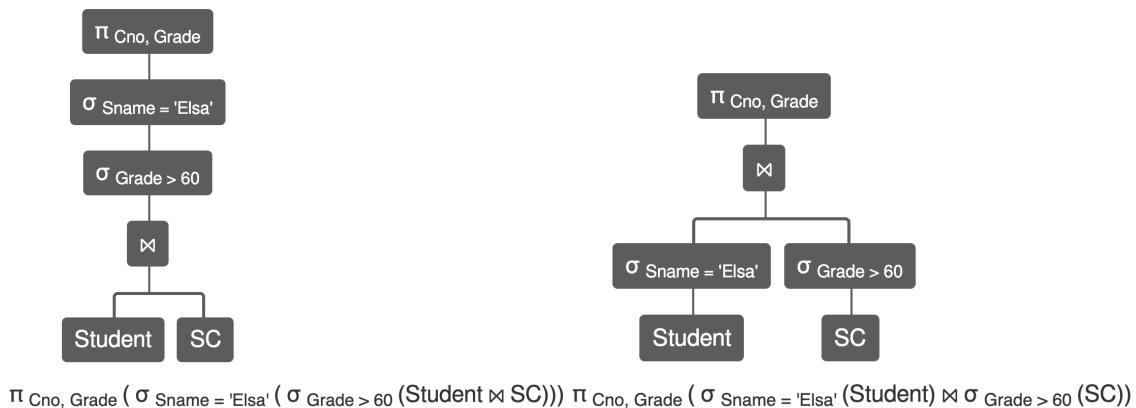 π Cno, Grade
σ Sname = 'Elsa'
σ Grade > 60
⋈
Student
SC
π Cno, Grade
⋈
σ Sname = 'Elsa'
σ Grade > 60
Student
SC
π Cno, Grade ( σ Sname = 'Elsa' ( σ Grade > 60 (Student ⋈ SC)))
π Cno, Grade ( σ Sname = 'Elsa' (Student) ⋈ σ Grade > 60 (SC))